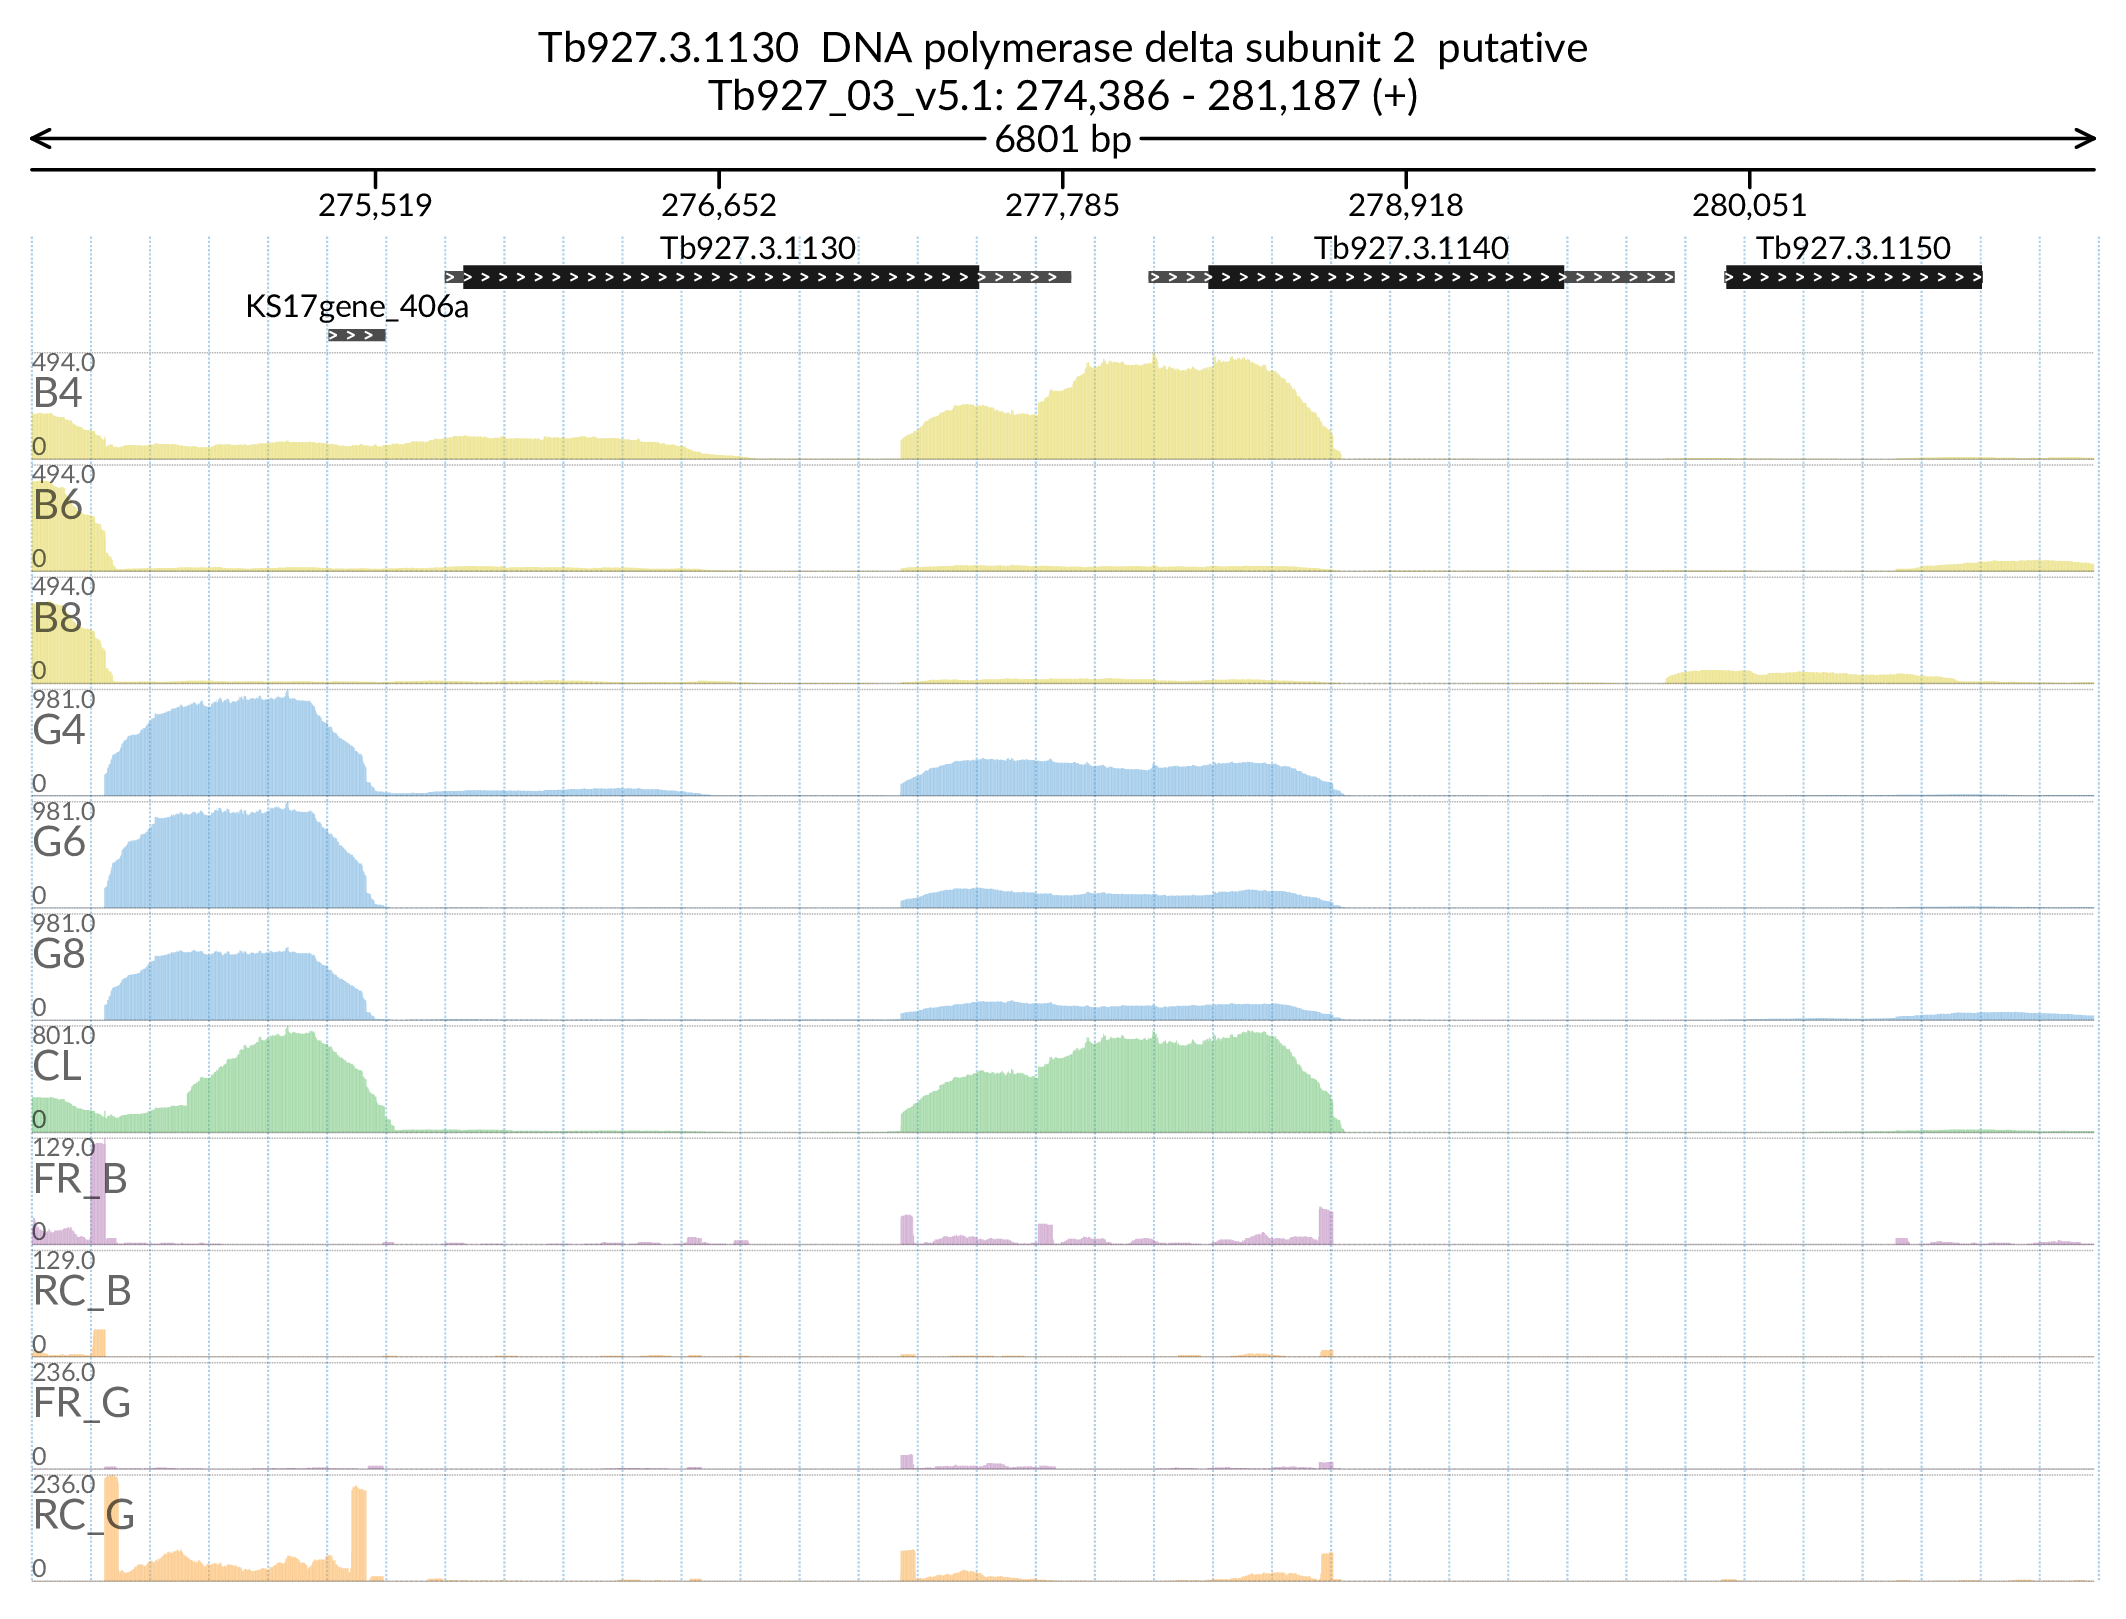 Tb927.3.1130  DNA polymerase delta subunit 2  putative
Tb927_03_v5.1: 274,386 - 281,187 (+)
6801 bp
275,519 276,652 277,785 278,918 280,051
Tb927.3.1130 Tb927.3.1140 Tb927.3.1150
KS17gene_406a
494.0
B4
0
494.0
B6
0
494.0
B8
0
981.0
G4
0
981.0
G6
0
981.0
G8
0
801.0
CL
0
129.0
FR_B
0
129.0
RC_B
0
236.0
FR_G
0
236.0
RC_G
0